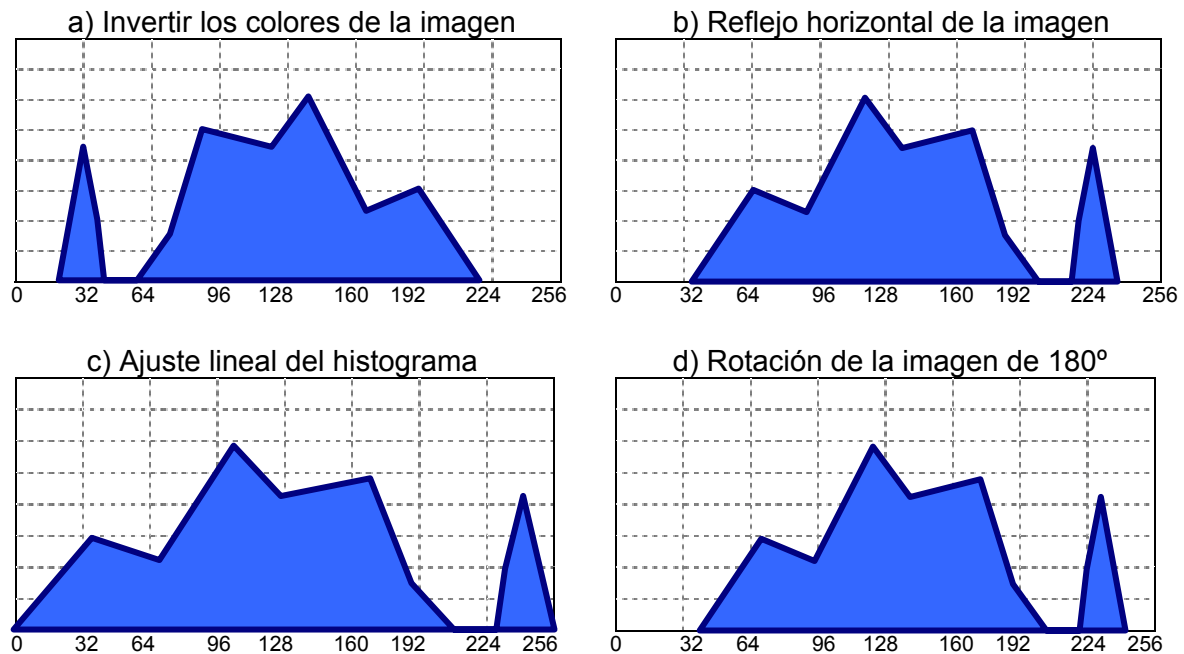 a) Invertir los colores de la imagen
0 32 64 96 128 160 192 224 256
b) Reflejo horizontal de la imagen
0 32 64 96 128 160 192 224 256
c) Ajuste lineal del histograma
0 32 64 96 128 160 192 224 256
d) Rotación de la imagen de 180º
0 32 64 96 128 160 192 224 256